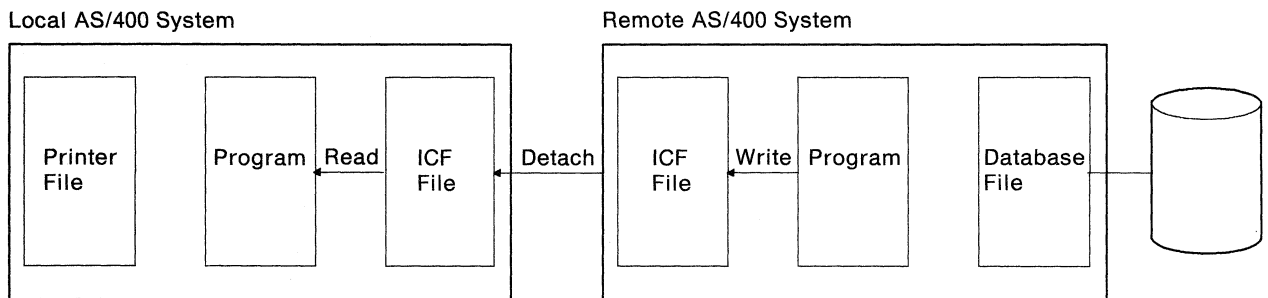 Local AS/400 System
Remote AS/400 System
Printer
File
Program
Read
ICF
File
Detach
ICF
File
Write
Program
Database
File